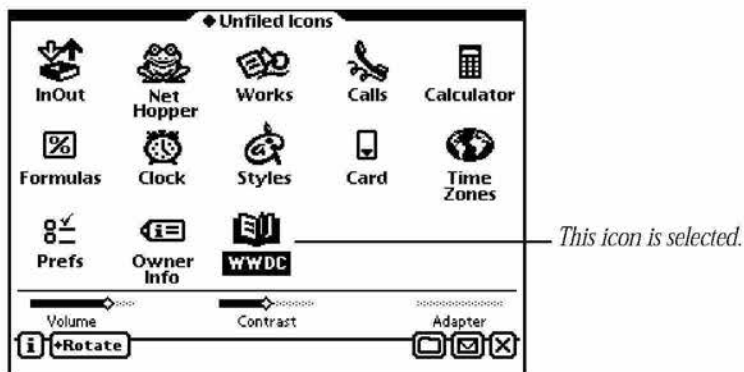 ◆Unfiled Icons
InOut
Net
Hopper
Works
Calls
Calculator
Formulas
Clock
Styles
Card
Time
Zones
Prefs
Owner
Info
WWDC
This icon is selected.
Volume
Contrast
Adapter
i
◆Rotate